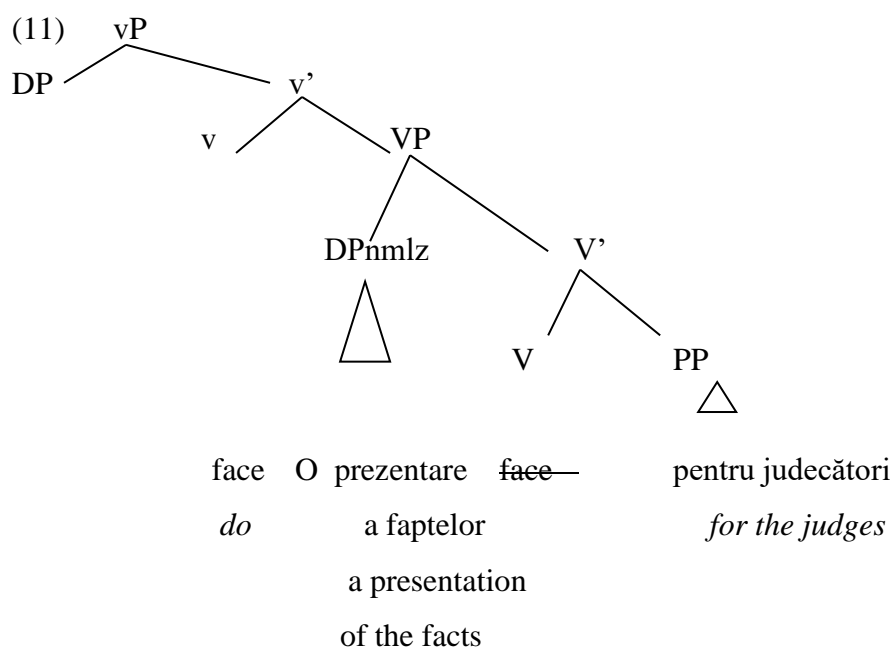 (11) vP
DP v’
v VP
DPnmlz V’
V PP
face O prezentare face pentru judecători
do a faptelor for the judges
a presentation
of the facts